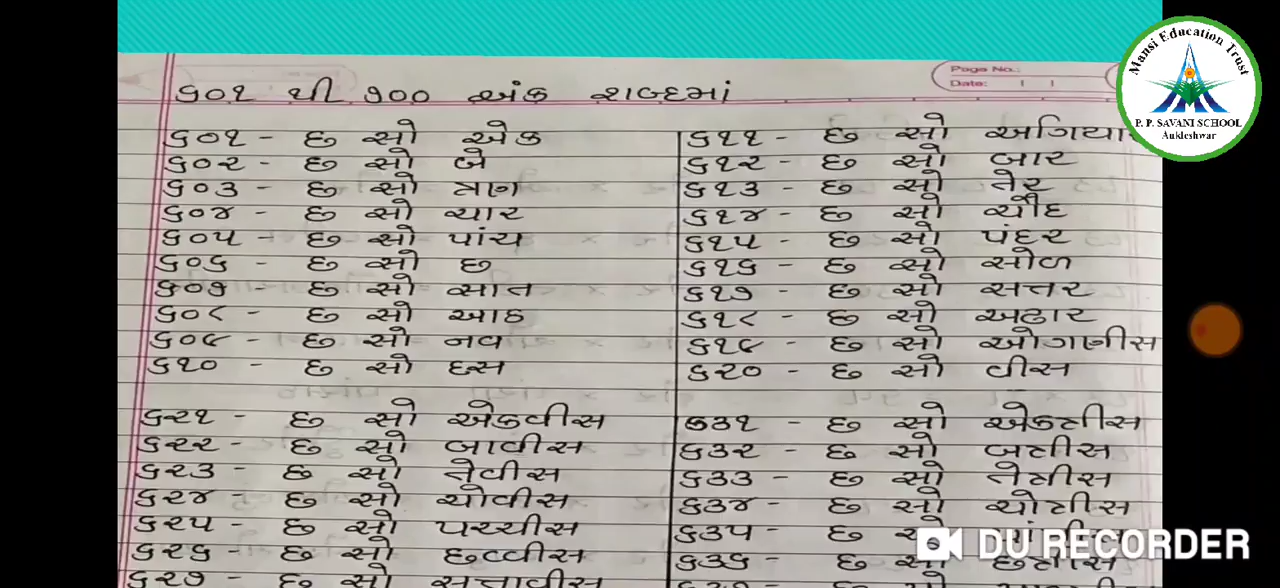 Mansi Education Trust
P. P. SAVANI SCHOOL
Ankleshwar
Page No.:
Date:
૬૦૧ થી ૭૦૦ અંક શબ્દમાં
૬૦૧ - છ સો એક
૬૦૨ - છ સો બે
૬૦૩ - છ સો ત્રણ
૬૦૪ - છ સો ચાર
૬૦૫ - છ સો પાંચ
૬૦૬ - છ સો છ
૬૦૭ - છ સો સાત
૬૦૮ - છ સો આઠ
૬૦૯ - છ સો નવ
૬૧૦ - છ સો દસ
૬૧૧ - છ સો અગિયાર
૬૧૨ - છ સો બાર
૬૧૩ - છ સો તેર
૬૧૪ - છ સો ચૌદ
૬૧૫ - છ સો પંદર
૬૧૬ - છ સો સોળ
૬૧૭ - છ સો સત્તર
૬૧૮ - છ સો અઢાર
૬૧૯ - છ સો ઓગણીસ
૬૨૦ - છ સો વીસ
૬૨૧ - છ સો એકવીસ
૬૨૨ - છ સો બાવીસ
૬૨૩ - છ સો તેવીસ
૬૨૪ - છ સો ચોવીસ
૬૨૫ - છ સો પચ્ચીસ
૬૨૬ - છ સો છવ્વીસ
૬૨૭ - છ સો સત્તાવીસ
૬૩૧ - છ સો એકત્રીસ
૬૩૨ - છ સો બત્રીસ
૬૩૩ - છ સો તેત્રીસ
૬૩૪ - છ સો ચોત્રીસ
૬૩૫ - છ
૬૩૬ - છ સો છત્રીસ
DU RECORDER